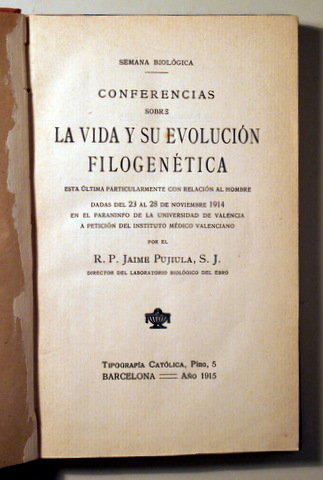 SEMANA BIOLÓGICA
CONFERENCIAS
SOBRE
LA VIDA Y SU EVOLUCIÓN
FILOGENÉTICA
ESTA ÚLTIMA PARTICULARMENTE CON RELACIÓN AL HOMBRE
DADAS DEL 23 AL 28 DE NOVIEMBRE 1914
EN EL PARANINFO DE LA UNIVERSIDAD DE VALENCIA
A PETICIÓN DEL INSTITUTO MÉDICO VALENCIANO
POR EL
R. P. JAIME PUJIULA, S. J.
DIRECTOR DEL LABORATORIO BIOLÓGICO DEL EBRO
TIPOGRAFÍA CATÓLICA, Pino, 5
BARCELONA — AÑO 1915